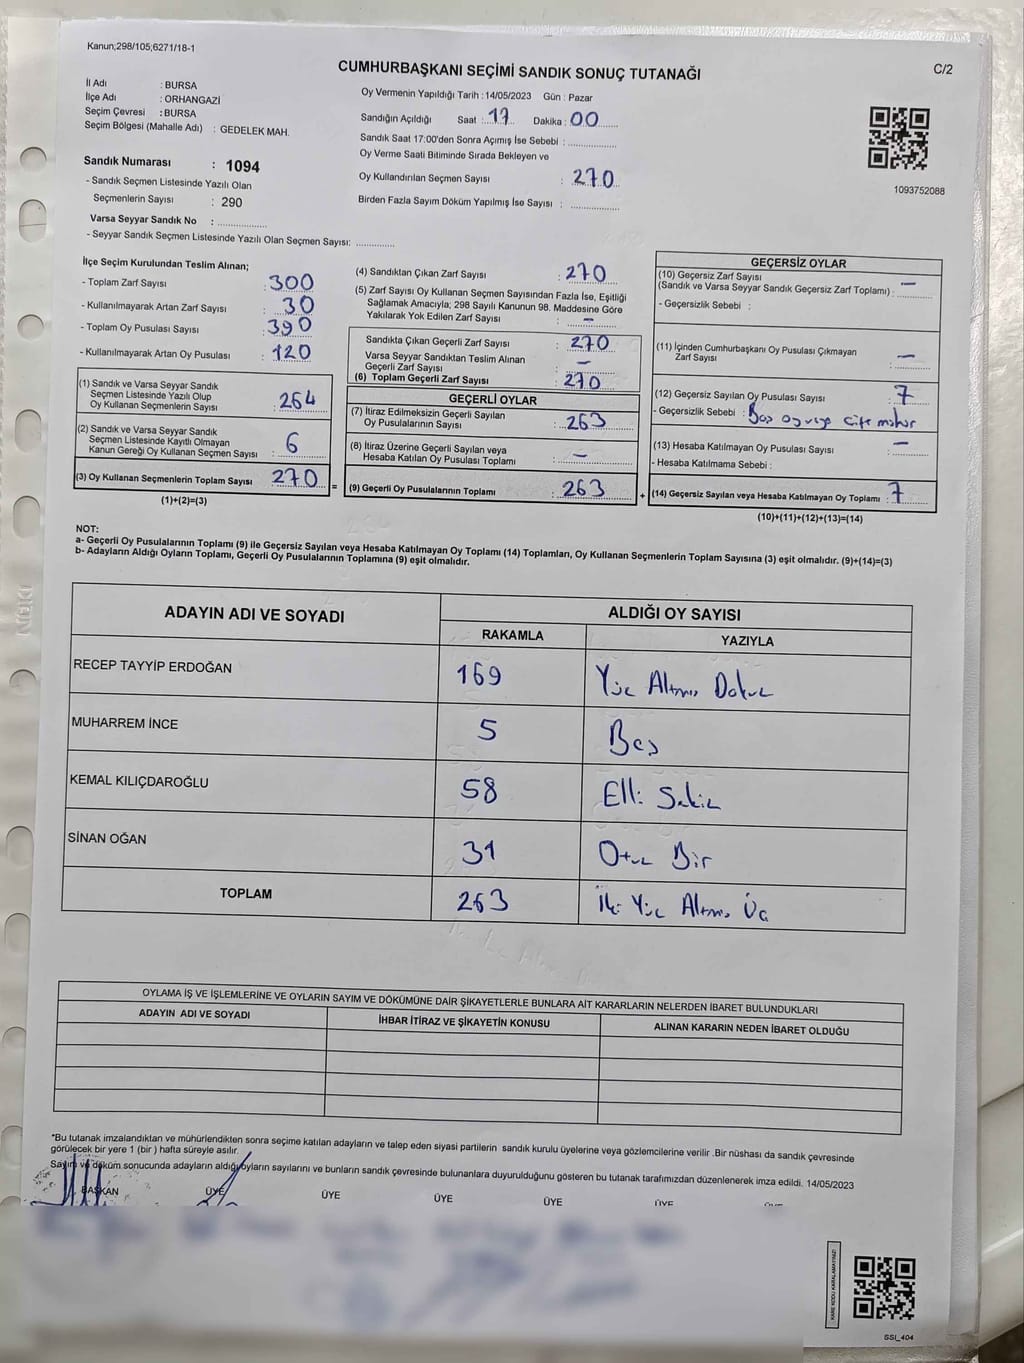 Kanun;298/105;6271/18-1
CUMHURBAŞKANI SEÇİMİ SANDIK SONUÇ TUTANAĞI
C/2
İl Adı : BURSA
İlçe Adı : ORHANGAZİ
Seçim Çevresi : BURSA
Seçim Bölgesi (Mahalle Adı) : GEDELEK MAH.
Oy Vermenin Yapıldığı Tarih : 14/05/2023 Gün : Pazar
Sandığın Açıldığı Saat : 17 Dakika : 00
Sandık Saat 17:00'den Sonra Açımış İse Sebebi :
Oy Verme Saati Bitiminde Sırada Bekleyen ve
Oy Kullandırılan Seçmen Sayısı : 270
Birden Fazla Sayım Döküm Yapılmış İse Sayısı :
1093752088
Sandık Numarası : 1094
- Sandık Seçmen Listesinde Yazılı Olan
Seçmenlerin Sayısı : 290
Varsa Seyyar Sandık No :
- Seyyar Sandık Seçmen Listesinde Yazılı Olan Seçmen Sayısı:
İlçe Seçim Kurulundan Teslim Alınan;
- Toplam Zarf Sayısı : 300
- Kullanılmayarak Artan Zarf Sayısı : 30
- Toplam Oy Pusulası Sayısı : 390
- Kullanılmayarak Artan Oy Pusulası : 120
(1) Sandık ve Varsa Seyyar Sandık
Seçmen Listesinde Yazılı Olup
Oy Kullanan Seçmenlerin Sayısı : 264
(2) Sandık ve Varsa Seyyar Sandık
Seçmen Listesinde Kayıtlı Olmayan
Kanun Gereği Oy Kullanan Seçmen Sayısı : 6
(3) Oy Kullanan Seçmenlerin Toplam Sayısı : 270 =
(1)+(2)=(3)
(4) Sandıktan Çıkan Zarf Sayısı : 270
(5) Zarf Sayısı Oy Kullanan Seçmen Sayısından Fazla İse, Eşitliği
Sağlamak Amacıyla; 298 Sayılı Kanunun 98. Maddesine Göre
Yakılarak Yok Edilen Zarf Sayısı : –
Sandıkta Çıkan Geçerli Zarf Sayısı : 270
Varsa Seyyar Sandıktan Teslim Alınan
Geçerli Zarf Sayısı : –
(6) Toplam Geçerli Zarf Sayısı : 270
GEÇERLİ OYLAR
(7) İtiraz Edilmeksizin Geçerli Sayılan
Oy Pusulalarının Sayısı : 263
(8) İtiraz Üzerine Geçerli Sayılan veya
Hesaba Katılan Oy Pusulası Toplamı : –
(9) Geçerli Oy Pusulalarının Toplamı : 263 +
GEÇERSİZ OYLAR
(10) Geçersiz Zarf Sayısı
(Sandık ve Varsa Seyyar Sandık Geçersiz Zarf Toplamı) : –
- Geçersizlik Sebebi :
(11) İçinden Cumhurbaşkanı Oy Pusulası Çıkmayan
Zarf Sayısı –
(12) Geçersiz Sayılan Oy Pusulası Sayısı : 7
- Geçersizlik Sebebi :
(13) Hesaba Katılmayan Oy Pusulası Sayısı : –
- Hesaba Katılmama Sebebi :
(14) Geçersiz Sayılan veya Hesaba Katılmayan Oy Toplamı : 7
(10)+(11)+(12)+(13)=(14)
NOT:
a- Geçerli Oy Pusulalarının Toplamı (9) ile Geçersiz Sayılan veya Hesaba Katılmayan Oy Toplamı (14) Toplamları, Oy Kullanan Seçmenlerin Toplam Sayısına (3) eşit olmalıdır. (9)+(14)=(3)
b- Adayların Aldığı Oyların Toplamı, Geçerli Oy Pusulalarının Toplamına (9) eşit olmalıdır.
ADAYIN ADI VE SOYADI
ALDIĞI OY SAYISI
RAKAMLA YAZIYLA
RECEP TAYYİP ERDOĞAN 169 Yüz Altmış Dokuz
MUHARREM İNCE 5 Beş
KEMAL KILIÇDAROĞLU 58 Elli Sekiz
SİNAN OĞAN 31 Otuz Bir
TOPLAM 263 İki Yüz Altmış Üç
OYLAMA İŞ VE İŞLEMLERİNE VE OYLARIN SAYIM VE DÖKÜMÜNE DAİR ŞİKAYETLERLE BUNLARA AİT KARARLARIN NELERDEN İBARET BULUNDUKLARI
ADAYIN ADI VE SOYADI İHBAR İTİRAZ VE ŞİKAYETİN KONUSU ALINAN KARARIN NEDEN İBARET OLDUĞU
*Bu tutanak imzalandıktan ve mühürlendikten sonra seçime katılan adayların ve talep eden siyasi partilerin sandık kurulu üyelerine veya gözlemcilerine verilir .Bir nüshası da sandık çevresinde
görülecek bir yere 1 (bir ) hafta süreyle asılır.
Sayım ve döküm sonucunda adayların aldığı oyların sayılarını ve bunların sandık çevresinde bulunanlara duyurulduğunu gösteren bu tutanak tarafımızdan düzenlenerek imza edildi. 14/05/2023
BAŞKAN ÜYE ÜYE ÜYE ÜYE ÜYE
KARE KODU KARALAMAYINIZ!
SSI_404